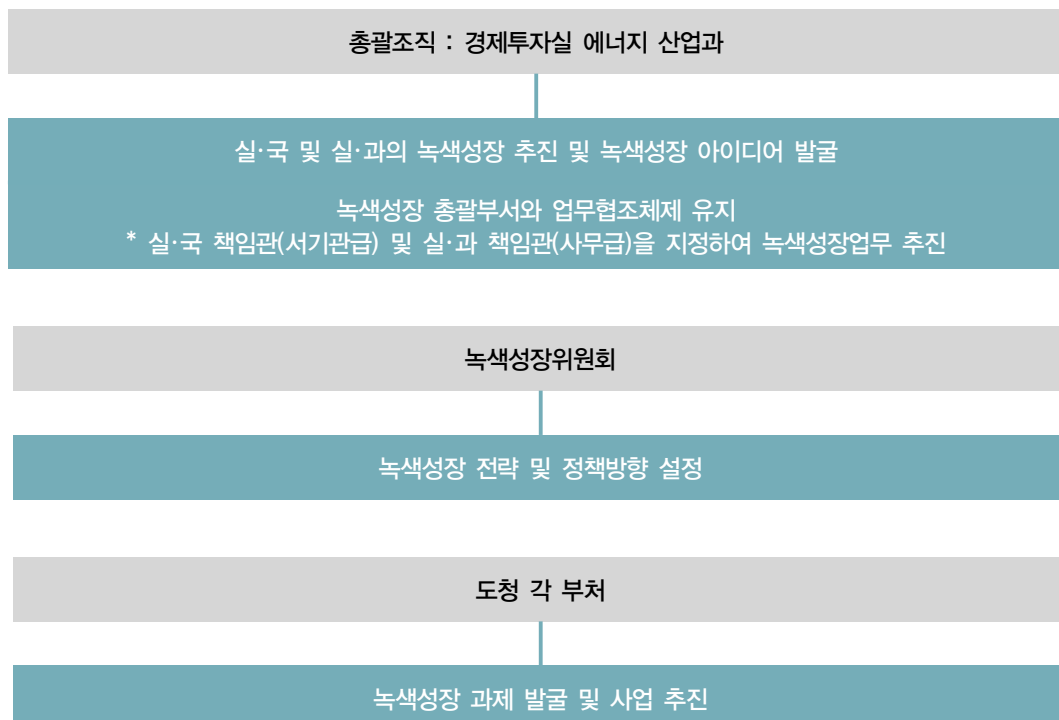 총괄조직 : 경제투자실 에너지 산업과
실·국 및 실·과의 녹색성장 추진 및 녹색성장 아이디어 발굴
녹색성장 총괄부서와 업무협조체제 유지
* 실·국 책임관(서기관급) 및 실·과 책임관(사무급)을 지정하여 녹색성장업무 추진
녹색성장위원회
녹색성장 전략 및 정책방향 설정
도청 각 부처
녹색성장 과제 발굴 및 사업 추진